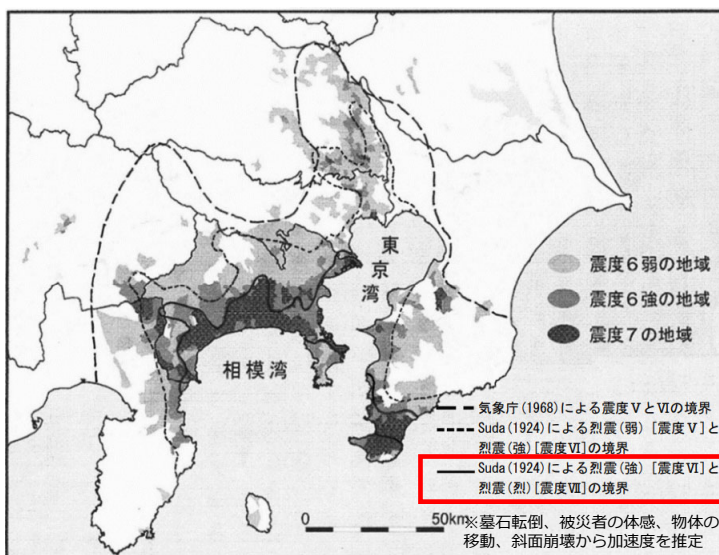 東
京
湾
相模湾
震度6弱の地域
震度6強の地域
震度7の地域
気象庁(1968)による震度ⅤとⅥの境界
Suda(1924)による烈震(弱)[震度Ⅴ]と
烈震(強)[震度Ⅵ]の境界
Suda(1924)による烈震(強)[震度Ⅵ]と
烈震(烈)[震度Ⅶ]の境界
0 50km
※墓石転倒、被災者の体感、物体の
移動、斜面崩壊から加速度を推定